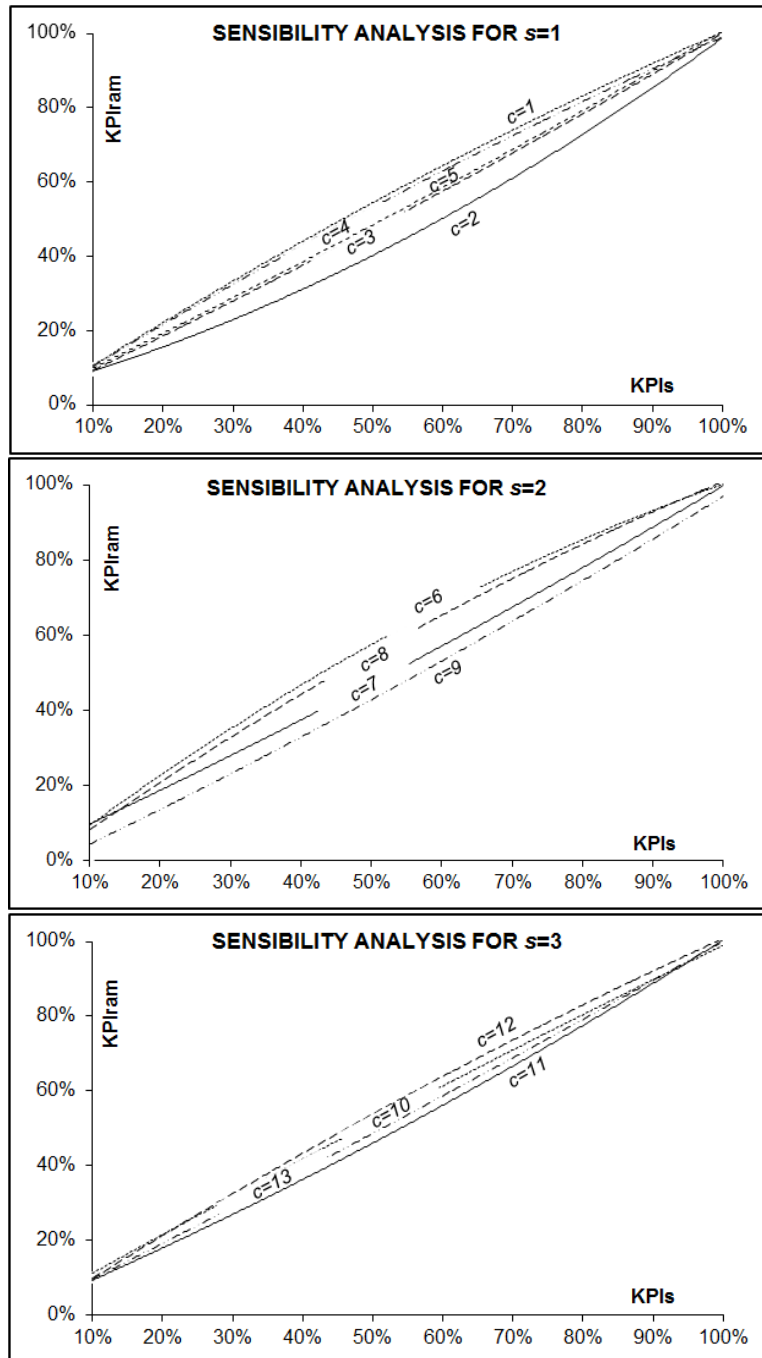 SENSIBILITY ANALYSIS FOR s=1
100%
KPIram
80%
60%
40%
20%
0%
c=1
c=5
c=4
c=3
c=2
KPIs
10% 20% 30% 40% 50% 60% 70% 80% 90% 100%
SENSIBILITY ANALYSIS FOR s=2
100%
KPIram
80%
60%
40%
20%
0%
c=6
c=8
c=7
c=9
KPIs
10% 20% 30% 40% 50% 60% 70% 80% 90% 100%
SENSIBILITY ANALYSIS FOR s=3
100%
KPIram
80%
60%
40%
20%
0%
c=12
c=11
c=10
c=13
KPIs
10% 20% 30% 40% 50% 60% 70% 80% 90% 100%